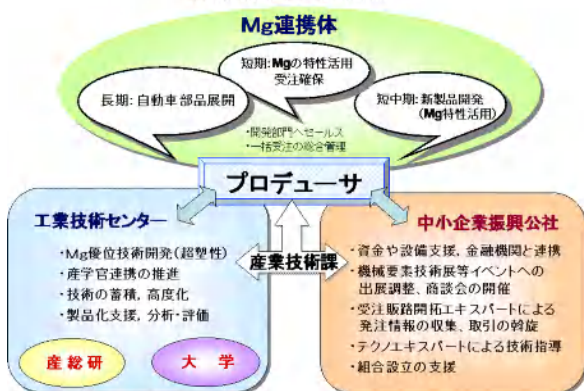 Mg連携体
短期:Mgの特性活用
受注確保
長期:自動車部品展開
短中期:新製品開発
(Mg特性活用)
・開発部門へセールス
・一括受注の総合管理
プロデューサ
工業技術センター
・Mg優位技術開発(超塑性)
・産学官連携の推進
・技術の蓄積,高度化
・製品化支援,分析・評価
産総研
大学
産業技術課
中小企業振興公社
・資金や設備支援,金融機関と連携
・機械要素技術展等イベントへの
出展調整、商談会の開催
・受注販路開拓エキスパートによる
発注情報の収集、取引の斡旋
・テクノエキスパートによる技術指導
・組合設立の支援